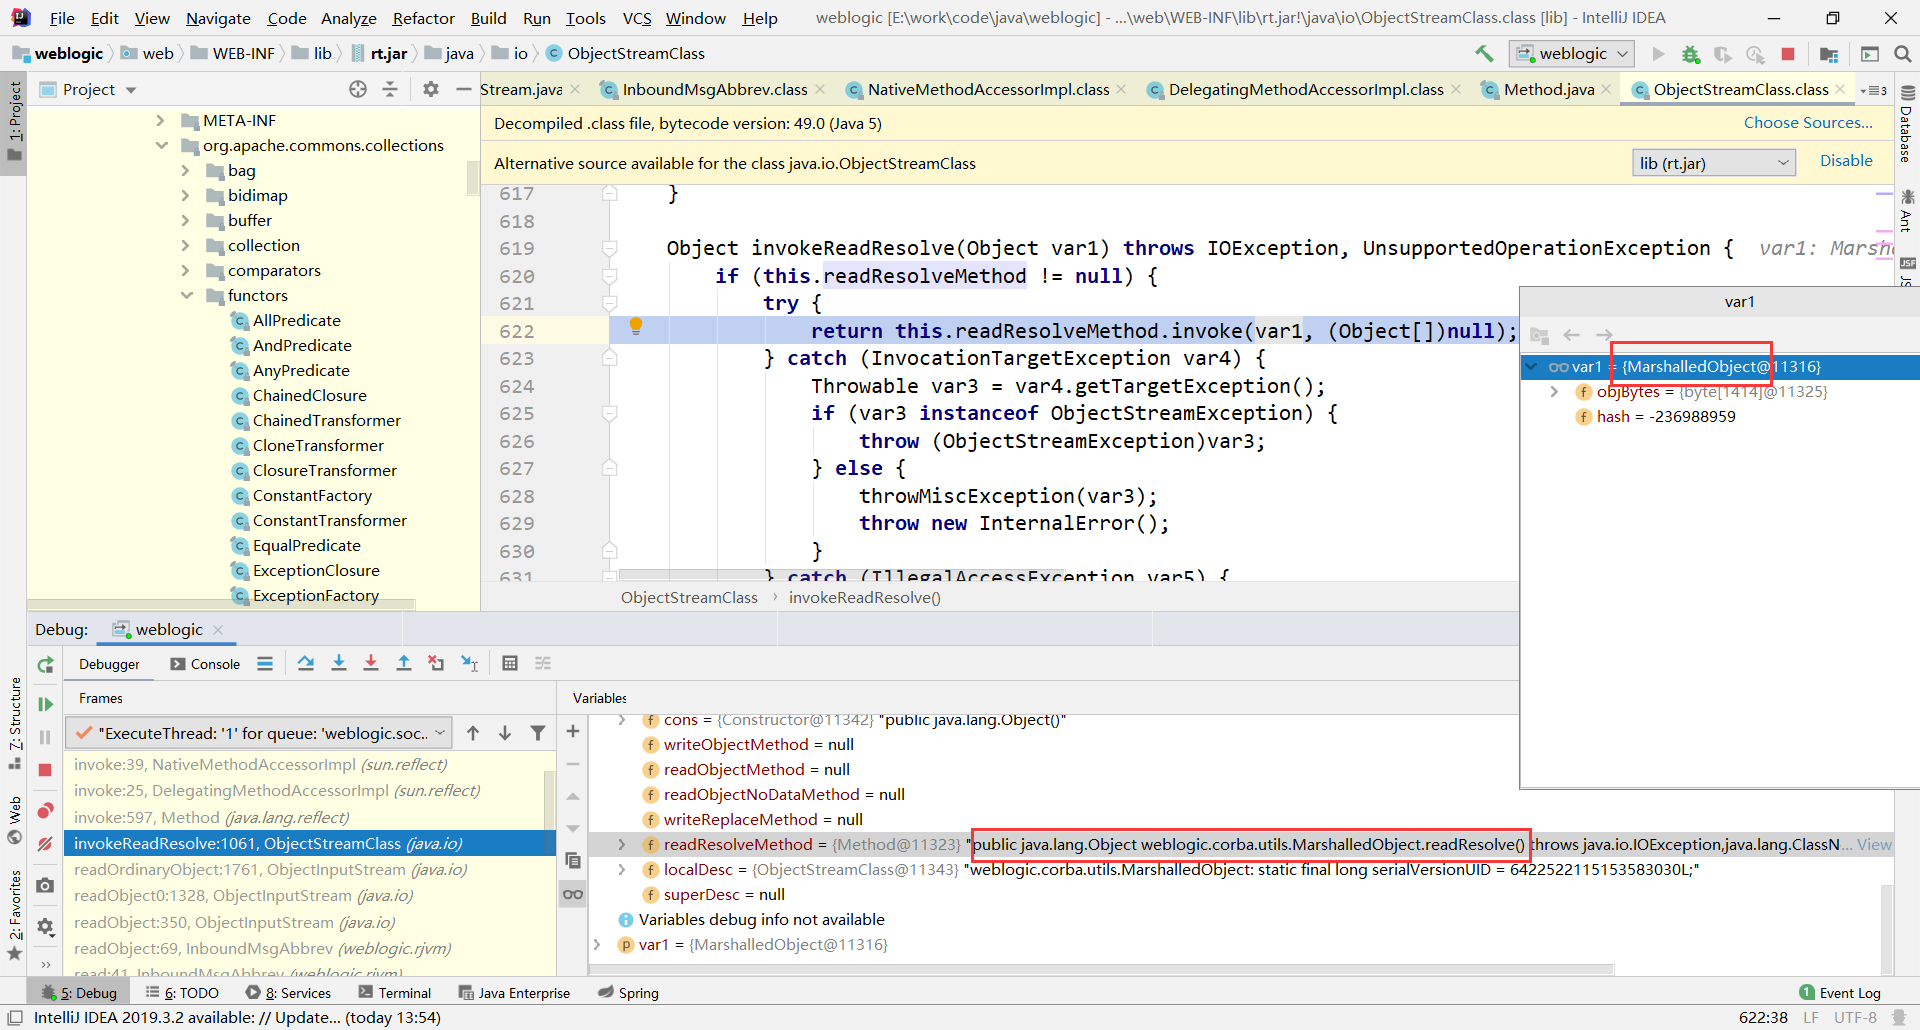 File Edit View Navigate Code Analyze Refactor Build Run Tools VCS Window Help weblogic [E:\work\code\java\weblogic] - ...\web\WEB-INF\lib\rt.jar!\java\io\ObjectStreamClass.class [lib] - IntelliJ IDEA
weblogic web WEB-INF lib rt.jar java io ObjectStreamClass weblogic
Project
Stream.java InboundMsgAbbrev.class NativeMethodAccessorImpl.class DelegatingMethodAccessorImpl.class Method.java ObjectStreamClass.class 3
1: Project
7: Structure
Web
2: Favorites
Database
Ant
JSF
META-INF
org.apache.commons.collections
bag
bidimap
buffer
collection
comparators
functors
AllPredicate
AndPredicate
AnyPredicate
ChainedClosure
ChainedTransformer
CloneTransformer
ClosureTransformer
ConstantFactory
ConstantTransformer
EqualPredicate
ExceptionClosure
ExceptionFactory
Decompiled .class file, bytecode version: 49.0 (Java 5) Choose Sources...
Alternative source available for the class java.io.ObjectStreamClass lib (rt.jar) Disable
617 }
618
619 Object invokeReadResolve(Object var1) throws IOException, UnsupportedOperationException { var1: Marsh
620 if (this.readResolveMethod != null) {
621 try {
622 return this.readResolveMethod.invoke(var1, (Object[])null);
623 } catch (InvocationTargetException var4) {
624 Throwable var3 = var4.getTargetException();
625 if (var3 instanceof ObjectStreamException) {
626 throw (ObjectStreamException)var3;
627 } else {
628 throwMiscException(var3);
629 throw new InternalError();
630 }
631 } catch (IllegalAccessException var5) {
ObjectStreamClass invokeReadResolve()
var1
var1 = {MarshalledObject@11316}
objBytes = {byte[1414]@11325}
hash = -236988959
Debug: weblogic
Debugger Console
Frames
"ExecuteThread: '1' for queue: 'weblogic.soc..
invoke:39, NativeMethodAccessorImpl (sun.reflect)
invoke:25, DelegatingMethodAccessorImpl (sun.reflect)
invoke:597, Method (java.lang.reflect)
invokeReadResolve:1061, ObjectStreamClass (java.io)
readOrdinaryObject:1761, ObjectInputStream (java.io)
readObject0:1328, ObjectInputStream (java.io)
readObject:350, ObjectInputStream (java.io)
readObject:69, InboundMsgAbbrev (weblogic.rjvm)
read:41, InboundMsgAbbrev (weblogic.rjvm)
Variables
cons = {Constructor@11342} "public java.lang.Object()"
writeObjectMethod = null
readObjectMethod = null
readObjectNoDataMethod = null
writeReplaceMethod = null
readResolveMethod = {Method@11323} "public java.lang.Object weblogic.corba.utils.MarshalledObject.readResolve() throws java.io.IOException,java.lang.ClassN... View
localDesc = {ObjectStreamClass@11343} "weblogic.corba.utils.MarshalledObject: static final long serialVersionUID = 6422522115153583030L;"
superDesc = null
Variables debug info not available
var1 = {MarshalledObject@11316}
5: Debug 6: TODO 8: Services Terminal Java Enterprise Spring 1 Event Log
IntelliJ IDEA 2019.3.2 available: // Update... (today 13:54) 622:38 LF UTF-8